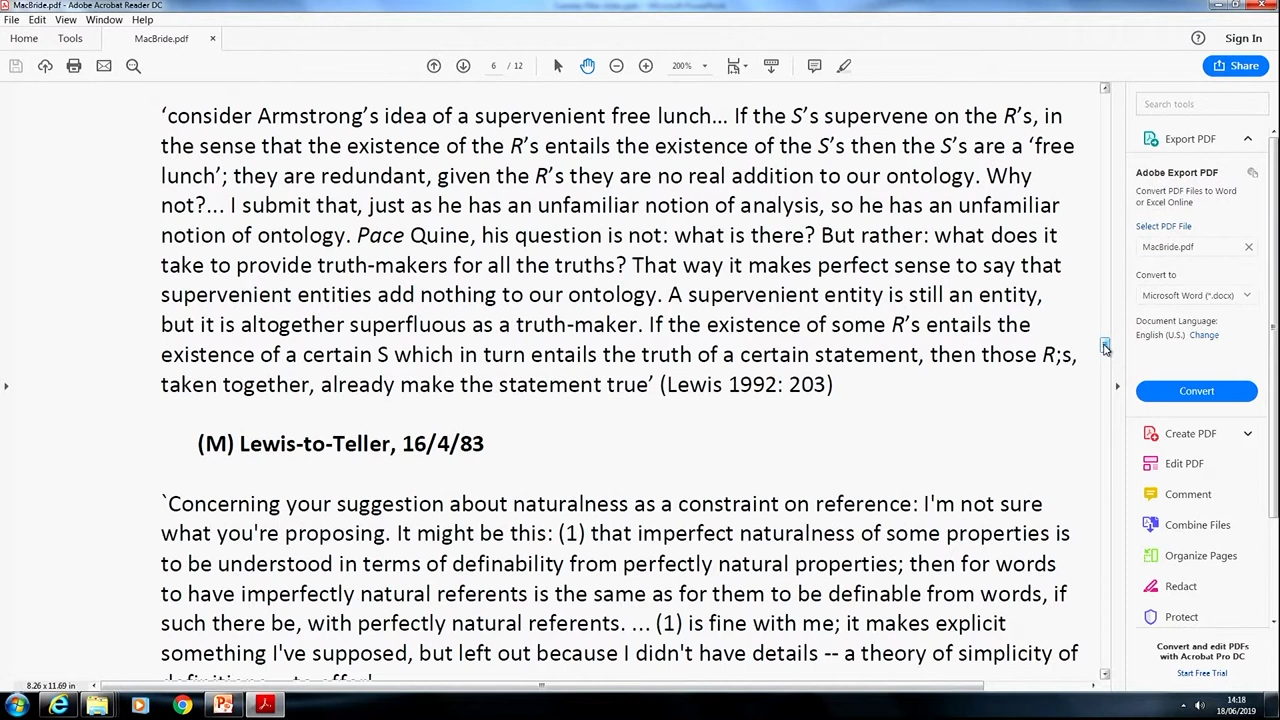 MacBride.pdf - Adobe Acrobat Reader DC
File Edit View Window Help
Home Tools MacBride.pdf × Sign In
6 / 12 200% Share
‘consider Armstrong’s idea of a supervenient free lunch... If the S’s supervene on the R’s, in
the sense that the existence of the R’s entails the existence of the S’s then the S’s are a ‘free
lunch’; they are redundant, given the R’s they are no real addition to our ontology. Why
not?... I submit that, just as he has an unfamiliar notion of analysis, so he has an unfamiliar
notion of ontology. Pace Quine, his question is not: what is there? But rather: what does it
take to provide truth-makers for all the truths? That way it makes perfect sense to say that
supervenient entities add nothing to our ontology. A supervenient entity is still an entity,
but it is altogether superfluous as a truth-maker. If the existence of some R’s entails the
existence of a certain S which in turn entails the truth of a certain statement, then those R;s,
taken together, already make the statement true’ (Lewis 1992: 203)
(M) Lewis-to-Teller, 16/4/83
`Concerning your suggestion about naturalness as a constraint on reference: I'm not sure
what you're proposing. It might be this: (1) that imperfect naturalness of some properties is
to be understood in terms of definability from perfectly natural properties; then for words
to have imperfectly natural referents is the same as for them to be definable from words, if
such there be, with perfectly natural referents. ... (1) is fine with me; it makes explicit
something I've supposed, but left out because I didn't have details -- a theory of simplicity of
Search tools
Export PDF
Adobe Export PDF
Convert PDF Files to Word
or Excel Online
Select PDF File
MacBride.pdf
Convert to
Microsoft Word (*.docx)
Document Language:
English (U.S.) Change
Convert
Create PDF
Edit PDF
Comment
Combine Files
Organize Pages
Redact
Protect
Convert and edit PDFs
with Acrobat Pro DC
Start Free Trial
8.26 x 11.69 in
14:18
18/06/2019